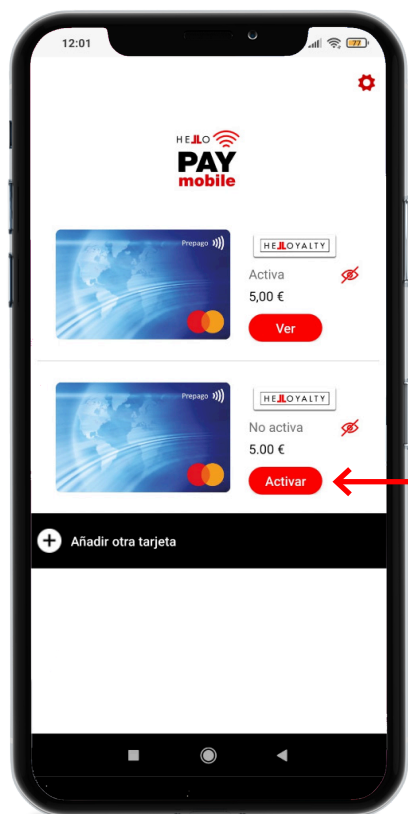 12:01
77
HELLO
PAY
mobile
Prepago
HELLOYALTY
Activa
5,00 €
Ver
Prepago
HELLOYALTY
No activa
5.00 €
Activar
Añadir otra tarjeta